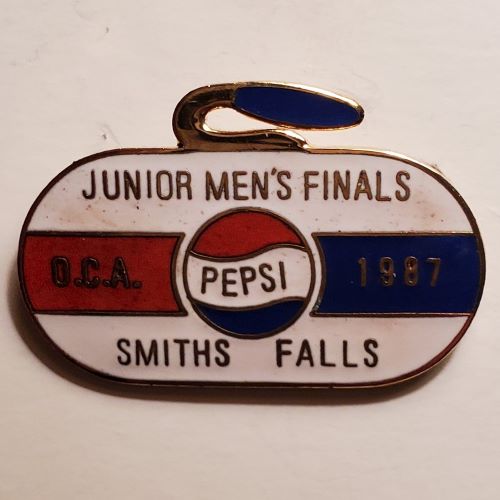 JUNIOR MEN'S FINALS
O.C.A. PEPSI 1987
SMITHS FALLS